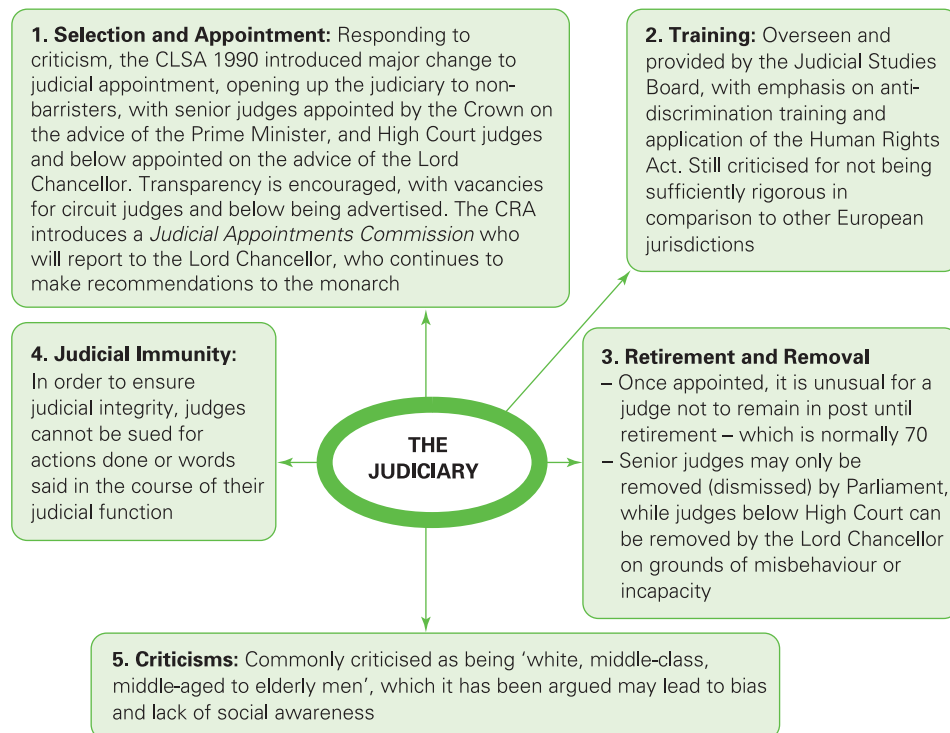 1. Selection and Appointment: Responding to
criticism, the CLSA 1990 introduced major change to
judicial appointment, opening up the judiciary to non-
barristers, with senior judges appointed by the Crown on
the advice of the Prime Minister, and High Court judges
and below appointed on the advice of the Lord
Chancellor. Transparency is encouraged, with vacancies
for circuit judges and below being advertised. The CRA
introduces a Judicial Appointments Commission who
will report to the Lord Chancellor, who continues to
make recommendations to the monarch
2. Training: Overseen and
provided by the Judicial Studies
Board, with emphasis on anti-
discrimination training and
application of the Human Rights
Act. Still criticised for not being
sufficiently rigorous in
comparison to other European
jurisdictions
4. Judicial Immunity:
In order to ensure
judicial integrity, judges
cannot be sued for
actions done or words
said in the course of their
judicial function
THE
JUDICIARY
3. Retirement and Removal
– Once appointed, it is unusual for a
judge not to remain in post until
retirement – which is normally 70
– Senior judges may only be
removed (dismissed) by Parliament,
while judges below High Court can
be removed by the Lord Chancellor
on grounds of misbehaviour or
incapacity
5. Criticisms: Commonly criticised as being ‘white, middle-class,
middle-aged to elderly men’, which it has been argued may lead to bias
and lack of social awareness